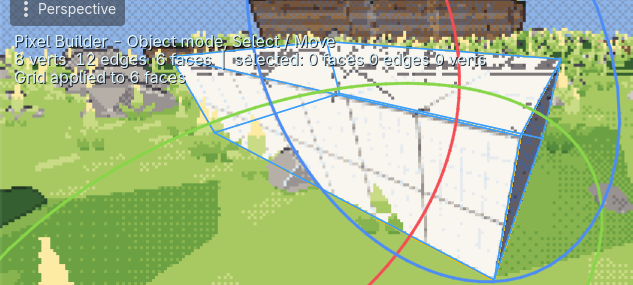 Perspective
Pixel Builder - Object mode, Select / Move
8 verts, 12 edges, 6 faces   selected: 0 faces 0 edges 0 verts
Grid applied to 6 faces